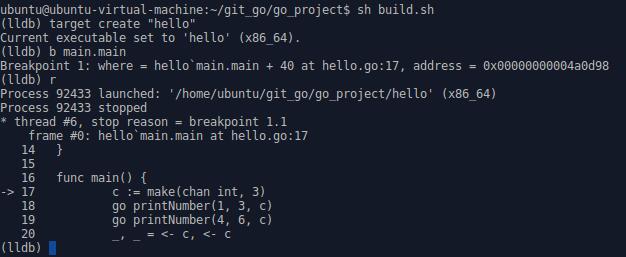 ubuntu@ubuntu-virtual-machine:~/git_go/go_project$ sh build.sh
(lldb) target create "hello"
Current executable set to 'hello' (x86_64).
(lldb) b main.main
Breakpoint 1: where = hello`main.main + 40 at hello.go:17, address = 0x00000000004a0d98
(lldb) r
Process 92433 launched: '/home/ubuntu/git_go/go_project/hello' (x86_64)
Process 92433 stopped
* thread #6, stop reason = breakpoint 1.1
    frame #0: hello`main.main at hello.go:17
   14   }
   15
   16   func main() {
-> 17           c := make(chan int, 3)
   18           go printNumber(1, 3, c)
   19           go printNumber(4, 6, c)
   20           _, _ = <- c, <- c
(lldb)